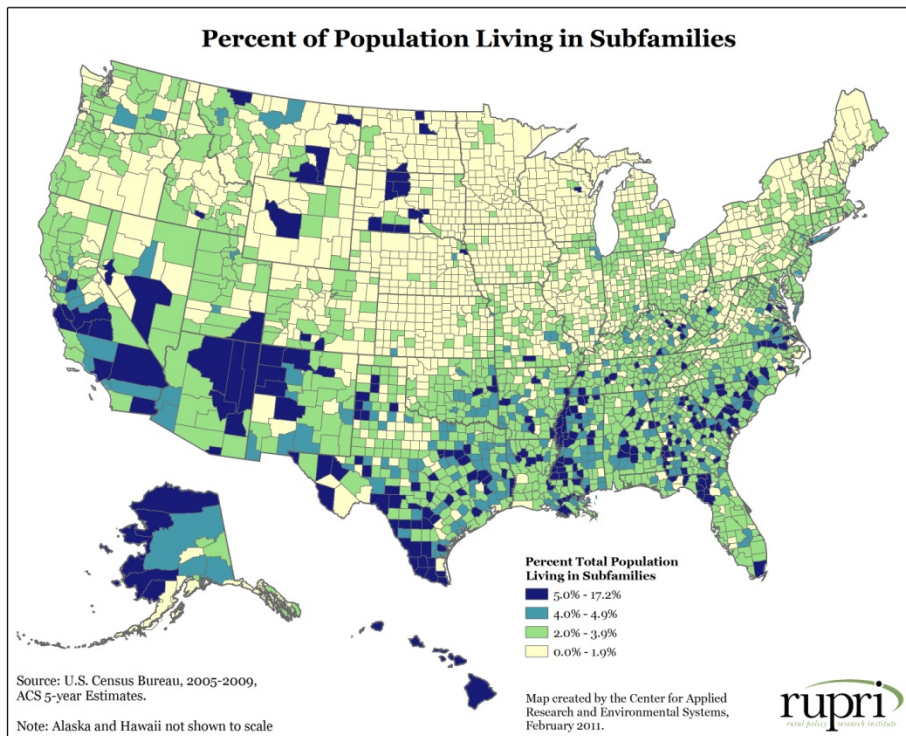 Percent of Population Living in Subfamilies
Percent Total Population
Living in Subfamilies
5.0% - 17.2%
4.0% - 4.9%
2.0% - 3.9%
0.0% - 1.9%
Source: U.S. Census Bureau, 2005-2009,
ACS 5-year Estimates.
Note: Alaska and Hawaii not shown to scale
Map created by the Center for Applied
Research and Environmental Systems,
February 2011.
rupri
rural policy research institute